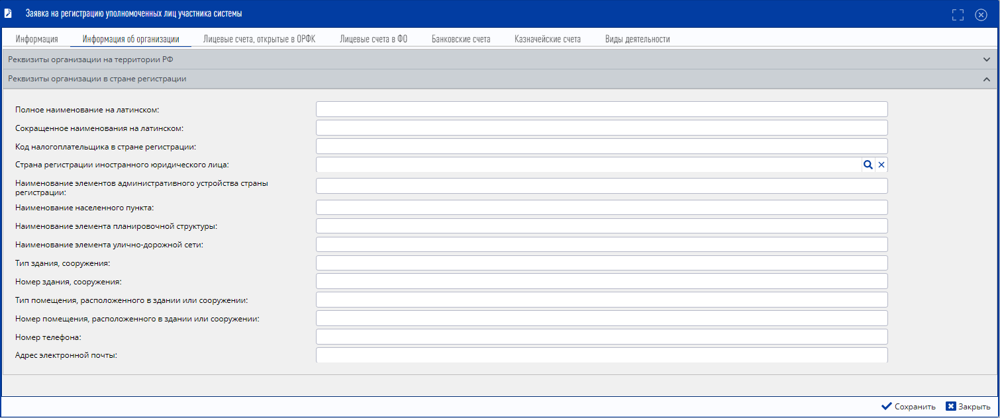 Заявка на регистрацию уполномоченных лиц участника системы
Информация
Информация об организации
Лицевые счета, открытые в ОРФК
Лицевые счета в ФО
Банковские счета
Казначейские счета
Виды деятельности
Реквизиты организации на территории РФ
Реквизиты организации в стране регистрации
Полное наименование на латинском:
Сокращенное наименования на латинском:
Код налогоплательщика в стране регистрации:
Страна регистрации иностранного юридического лица:
Наименование элементов административного устройства страны
регистрации:
Наименование населенного пункта:
Наименование элемента планировочной структуры:
Наименование элемента улично-дорожной сети:
Тип здания, сооружения:
Номер здания, сооружения:
Тип помещения, расположенного в здании или сооружении:
Номер помещения, расположенного в здании или сооружении:
Номер телефона:
Адрес электронной почты:
Сохранить
Закрыть